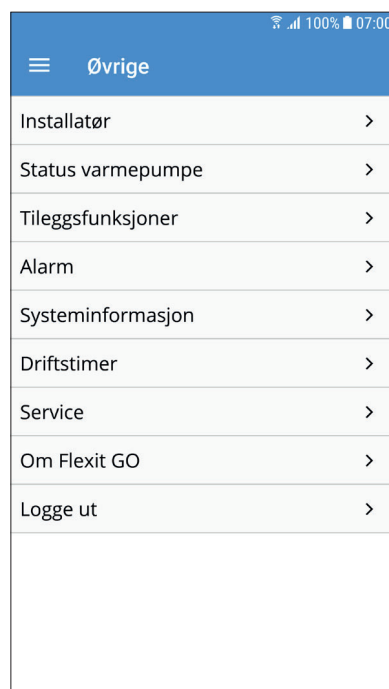 100% 07:00
Øvrige
Installatør
Status varmepumpe
Tileggsfunksjoner
Alarm
Systeminformasjon
Driftstimer
Service
Om Flexit GO
Logge ut